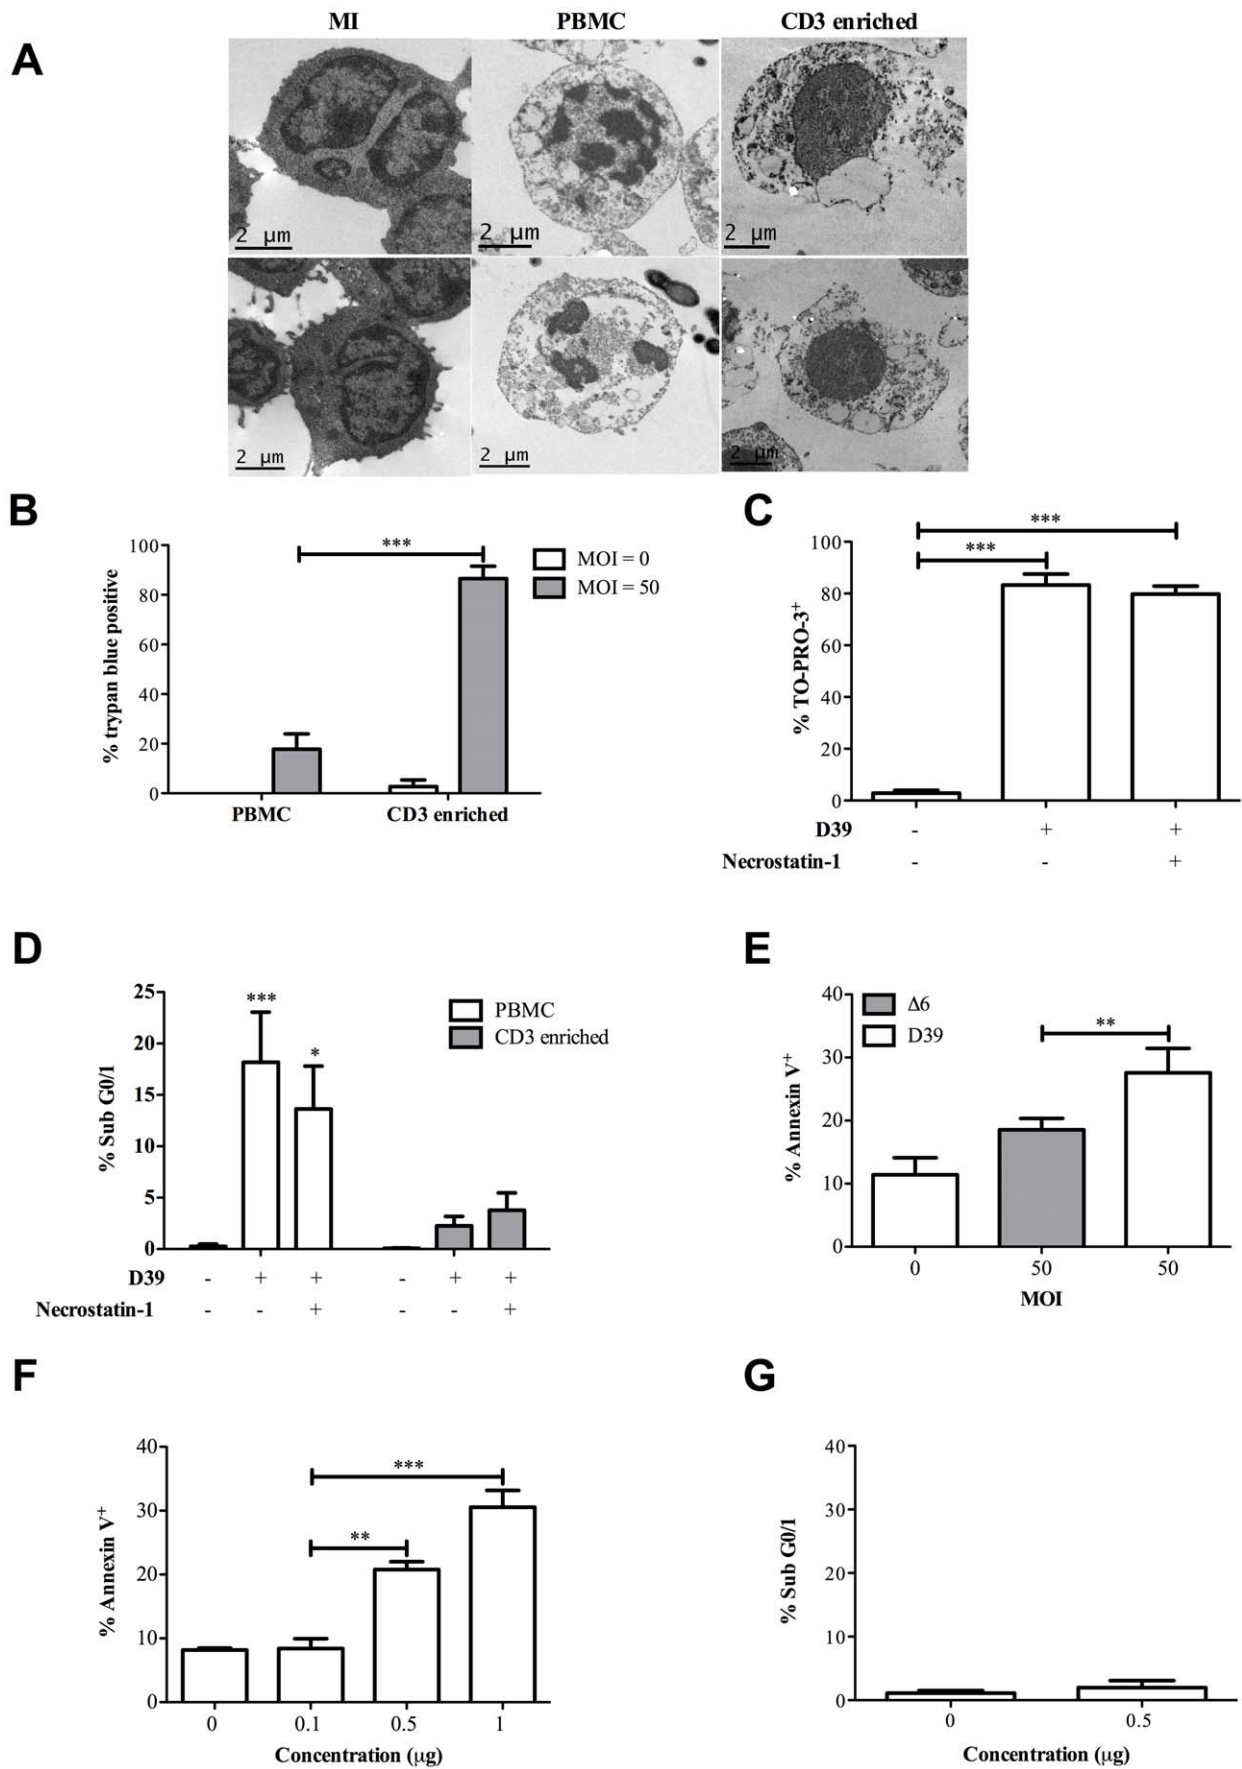 MI PBMC CD3 enriched
A
2 µm 2 µm 2 µm
2 µm 2 µm 2 µm
B
100
80
60
40
20
0
% trypan blue positive
***
MOI = 0
MOI = 50
PBMC CD3 enriched
C
100
80
60
40
20
0
% TO-PRO-3+
***
***
D39 - + +
Necrostatin-1 - - +
D
25
20
15
10
5
0
% Sub G0/1
***
*
PBMC
CD3 enriched
D39 - + + - + +
Necrostatin-1 - - + - - +
E
40
30
20
10
0
% Annexin V+
Δ6
D39
**
0 50 50
MOI
F
40
30
20
10
0
% Annexin V+
***
**
0 0.1 0.5 1
Concentration (µg)
G
40
30
20
10
0
% Sub G0/1
0 0.5
Concentration (µg)